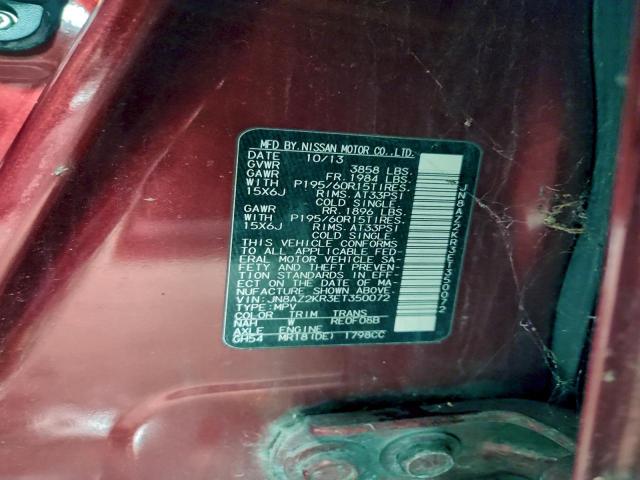 MFD BY NISSAN MOTOR CO., LTD.
DATE 10/13
GVWR 3858 LBS.
GAWR FR. 1984 LBS.
WITH P195/60R15TIRES.
15X6J RIMS. AT33PSI
COLD SINGLE.
GAWR RR. 1896 LBS.
WITH P195/60R15TIRES.
15X6J RIMS. AT33PSI
COLD SINGLE.
THIS VEHICLE CONFORMS
TO ALL APPLICABLE FED-
ERAL MOTOR VEHICLE SA-
FETY AND THEFT PREVEN-
TION STANDARDS IN EFF-
ECT ON THE DATE OF MA-
NUFACTURE SHOWN ABOVE.
VIN: JN8AZ2KR3ET350072
TYPE: MPV
COLOR TRIM TRANS
NAH RE0F08B
AXLE ENGINE
GH54 MR18(DE) 1798CC
JN8AZ2KR3ET350072